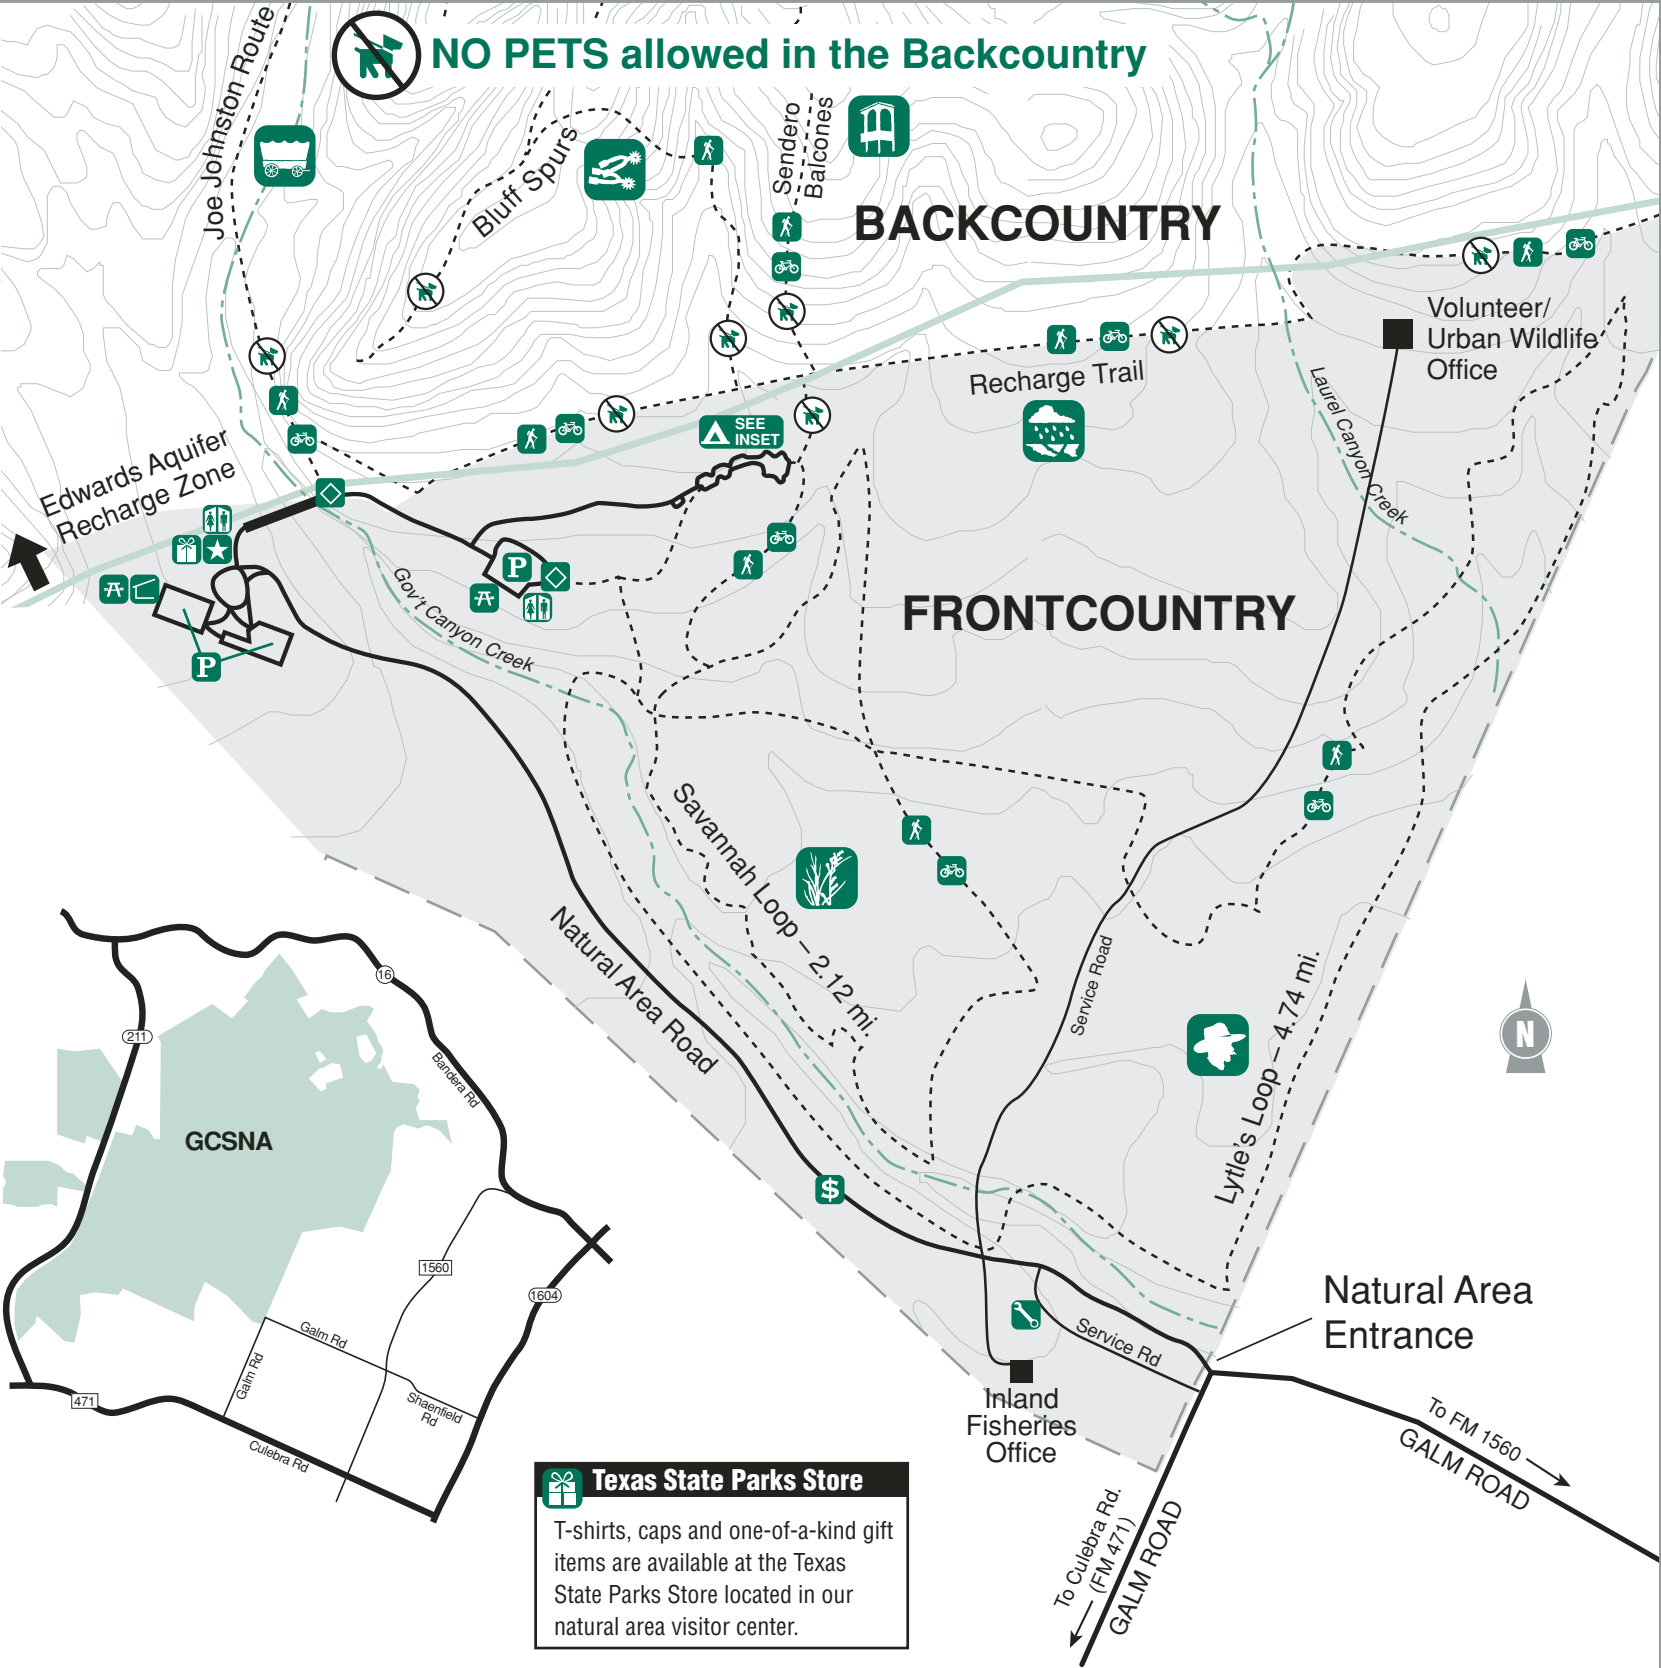 NO PETS allowed in the Backcountry
Joe Johnston Route
Bluff Spurs
Sendero
Balcones
BACKCOUNTRY
Volunteer/
Urban Wildlife
Office
Recharge Trail
SEE
INSET
Laurel Canyon Creek
Edwards Aquifer
Recharge Zone
P
P
Gov't Canyon Creek
FRONTCOUNTRY
Savannah Loop – 2.12 mi.
Natural Area Road
Service Road
Lytle's Loop – 4.74 mi.
N
$
16
211
Bandera Rd
GCSNA
1560
1604
Galm Rd
Galm Rd
Shaenfield
Rd
471
Culebra Rd
Natural Area
Entrance
Service Rd
Inland
Fisheries
Office
To FM 1560
GALM ROAD
To Culebra Rd.
(FM 471)
GALM ROAD
Texas State Parks Store
T-shirts, caps and one-of-a-kind gift
items are available at the Texas
State Parks Store located in our
natural area visitor center.